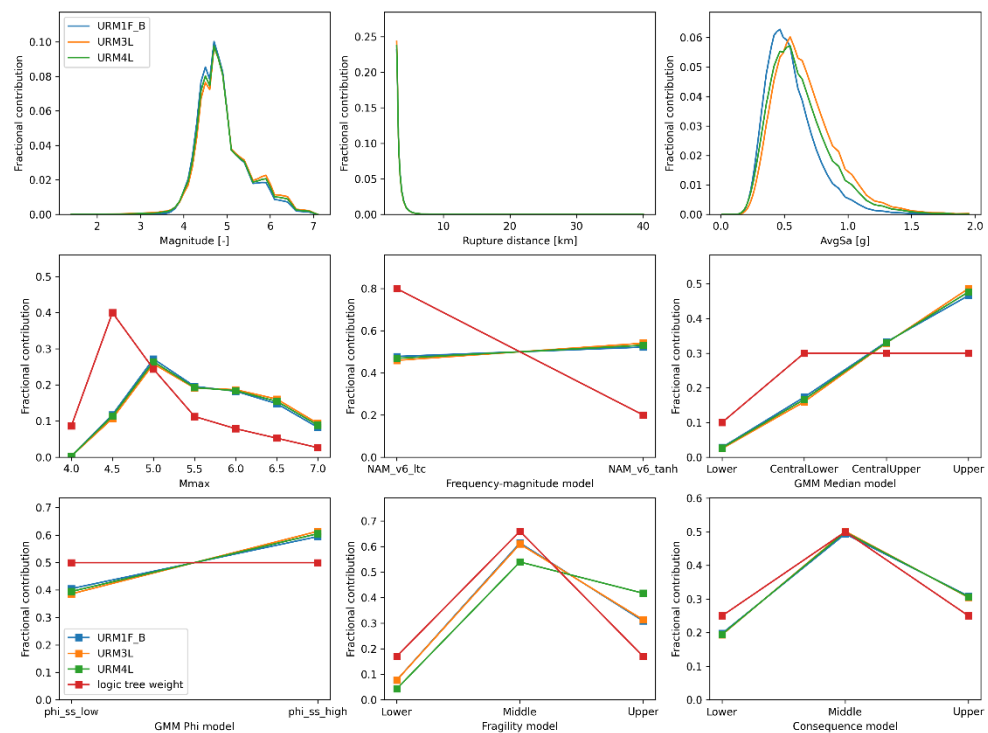 URM1F_B
URM3L
URM4L
Fractional contribution
0.10
0.08
0.06
0.04
0.02
0.00
2 3 4 5 6 7
Magnitude [-]
Fractional contribution
0.25
0.20
0.15
0.10
0.05
0.00
0 10 20 30 40
Rupture distance [km]
Fractional contribution
0.06
0.05
0.04
0.03
0.02
0.01
0.00
0.0 0.5 1.0 1.5 2.0
AvgSa [g]
Fractional contribution
0.5
0.4
0.3
0.2
0.1
0.0
4.0 4.5 5.0 5.5 6.0 6.5 7.0
Mmax
Fractional contribution
0.8
0.6
0.4
0.2
0.0
NAM_v6_ltc NAM_v6_tanh
Frequency-magnitude model
Fractional contribution
0.5
0.4
0.3
0.2
0.1
0.0
Lower CentralLower CentralUpper Upper
GMM Median model
Fractional contribution
0.7
0.6
0.5
0.4
0.3
0.2
0.1
0.0
URM1F_B
URM3L
URM4L
logic tree weight
phi_ss_low phi_ss_high
GMM Phi model
Fractional contribution
0.7
0.6
0.5
0.4
0.3
0.2
0.1
0.0
Lower Middle Upper
Fragility model
Fractional contribution
0.6
0.5
0.4
0.3
0.2
0.1
0.0
Lower Middle Upper
Consequence model